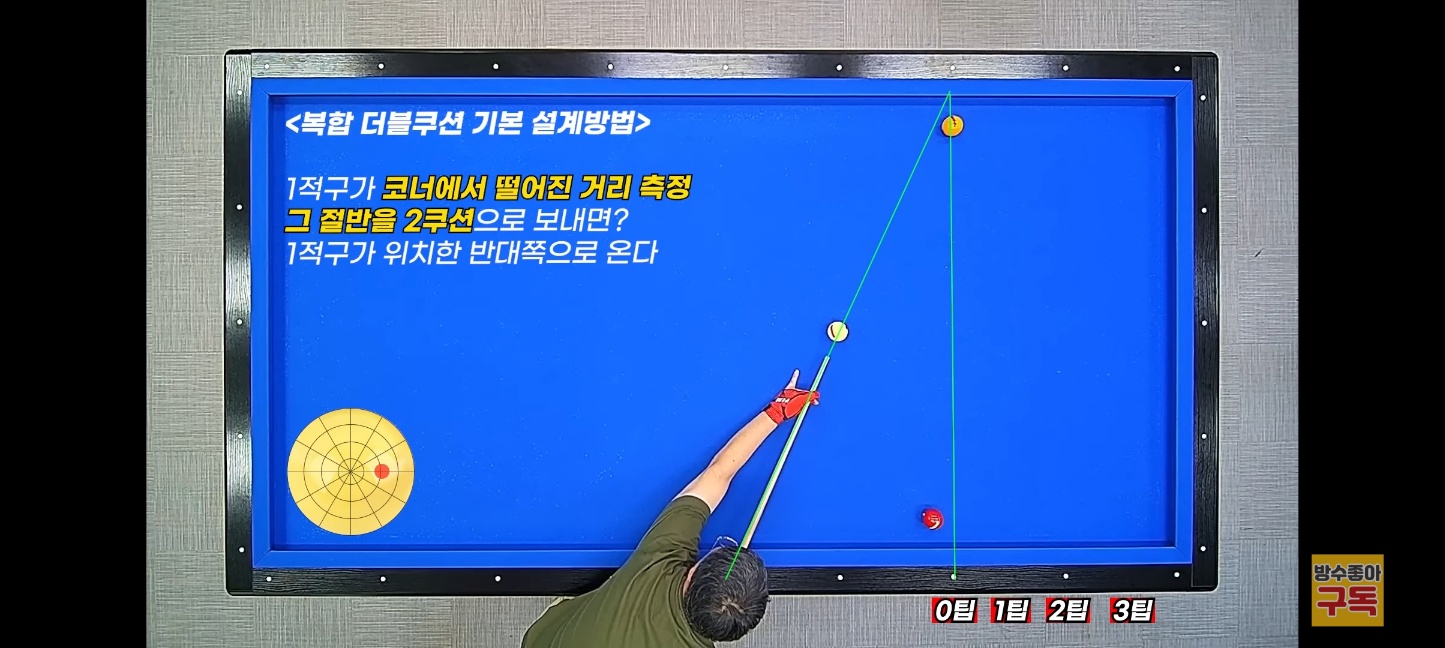 <복합 더블쿠션 기본 설계방법>
1적구가 코너에서 떨어진 거리 측정
그 절반을 2쿠션으로 보내면?
1적구가 위치한 반대쪽으로 온다
0팁 1팁 2팁 3팁
방수좋아
구독